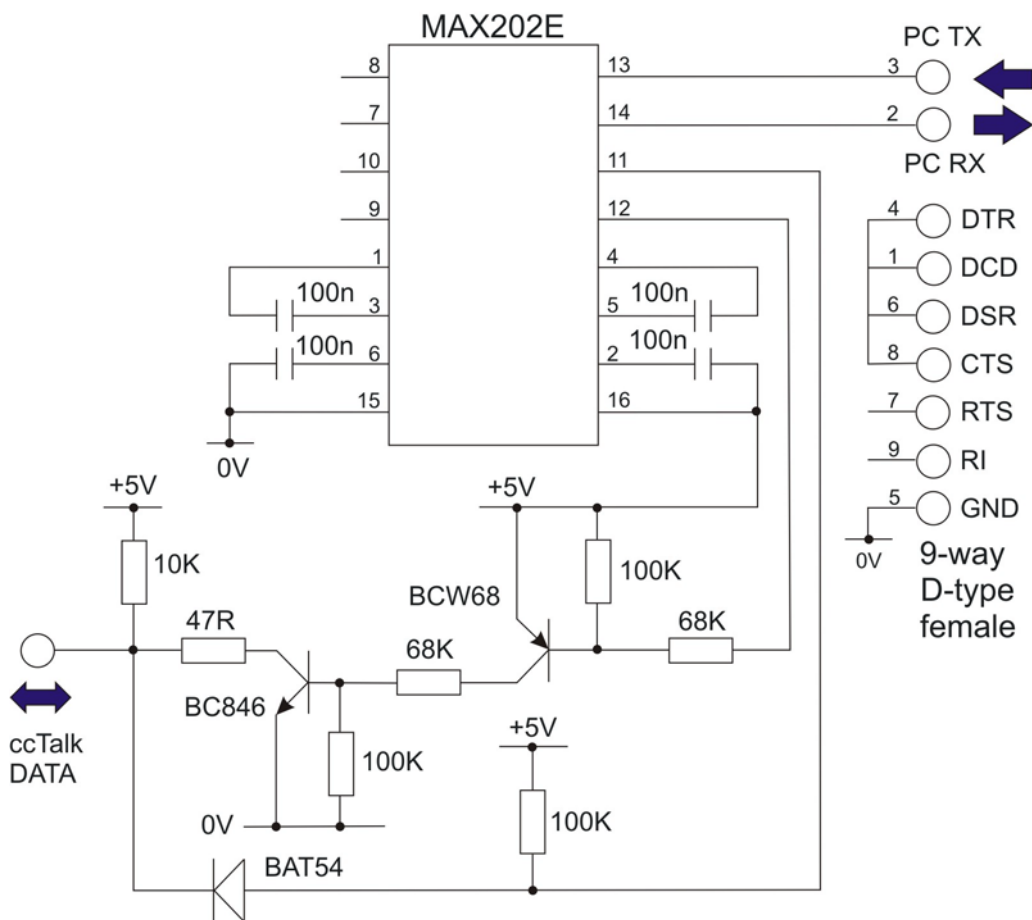 MAX202E
PC TX
8
13
3
7
14
2
PC RX
10
11
9
12
4
DTR
1
4
1
DCD
100n
3
5
100n
6
DSR
100n
6
2
100n
8
CTS
15
16
7
RTS
0V
9
RI
+5V
+5V
5
GND
0V
10K
100K
9-way
D-type
female
BCW68
47R
68K
68K
BC846
ccTalk
DATA
100K
+5V
0V
100K
BAT54